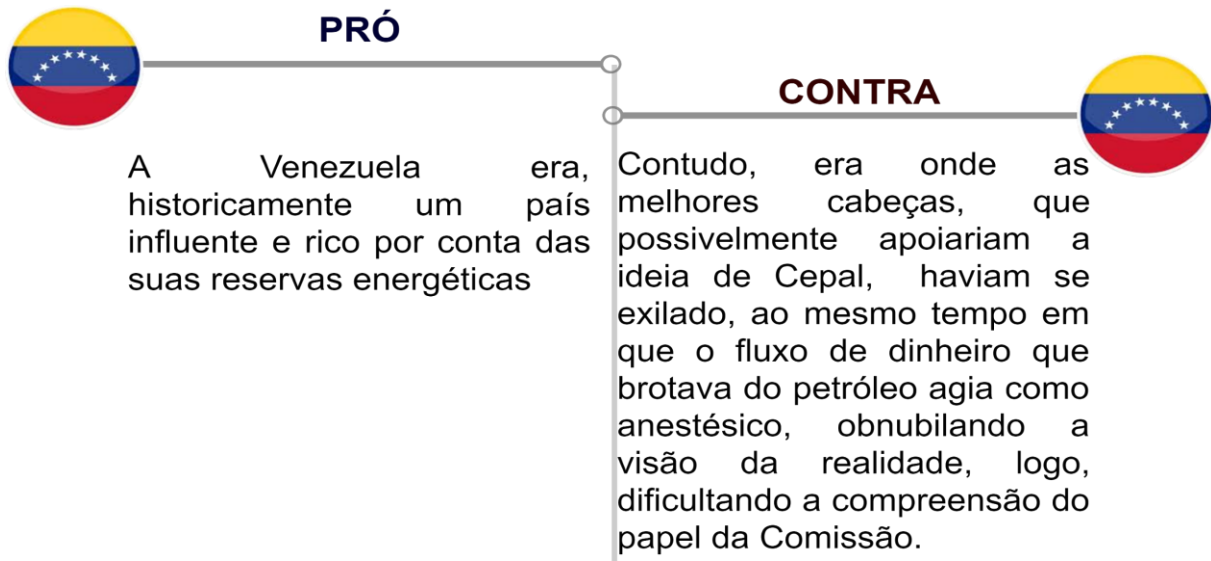 PRÓ
A Venezuela era,
historicamente um país
influente e rico por conta das
suas reservas energéticas
CONTRA
Contudo, era onde as
melhores cabeças, que
possivelmente apoiariam a
ideia de Cepal, haviam se
exilado, ao mesmo tempo em
que o fluxo de dinheiro que
brotava do petróleo agia como
anestésico, obnubilando a
visão da realidade, logo,
dificultando a compreensão do
papel da Comissão.